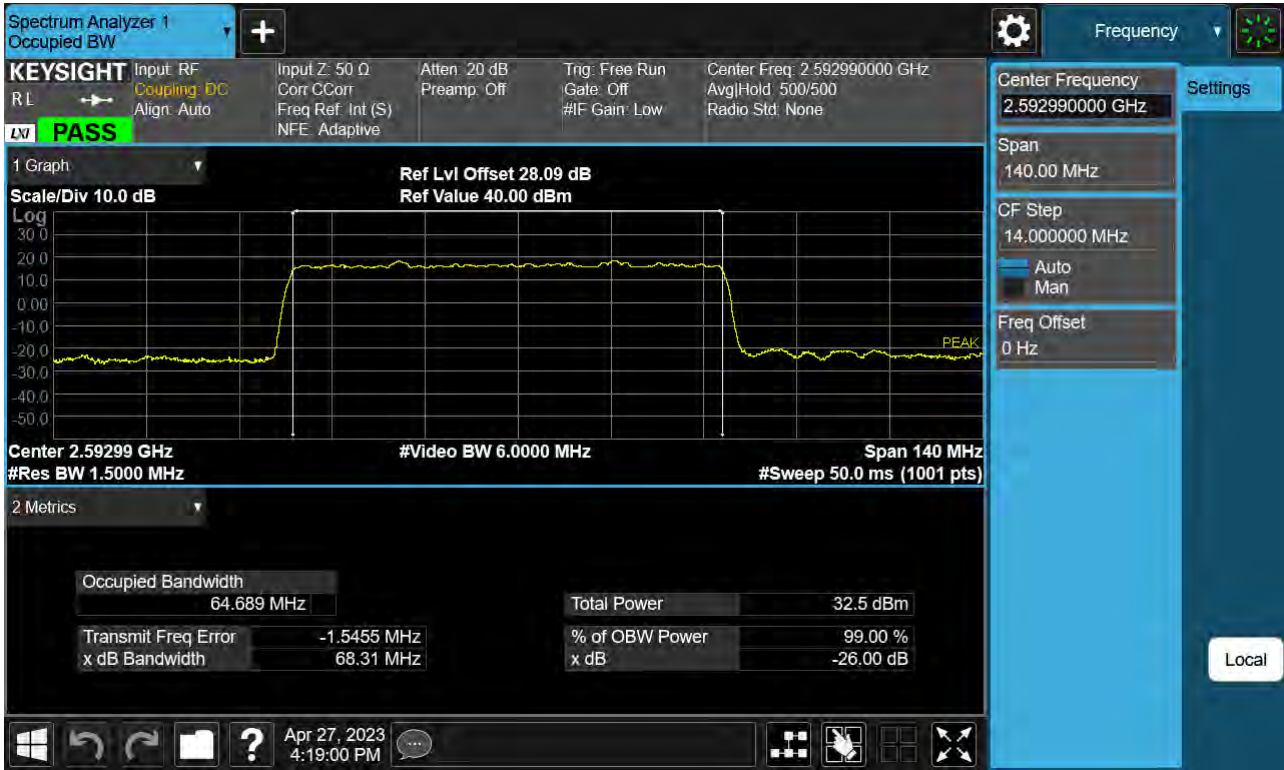 Spectrum Analyzer 1
Occupied BW
+
Frequency
KEYSIGHT
RL
LXI
PASS
Input: RF
Coupling: DC
Align: Auto
Input Z: 50 Ω
Corr CCorr
Freq Ref: Int (S)
NFE: Adaptive
Atten: 20 dB
Preamp: Off
Trig: Free Run
Gate: Off
#IF Gain: Low
Center Freq: 2.592990000 GHz
Avg|Hold: 500/500
Radio Std: None
Center Frequency
2.592990000 GHz
Settings
Span
140.00 MHz
CF Step
14.000000 MHz
Auto
Man
Freq Offset
0 Hz
Local
1 Graph
Scale/Div 10.0 dB
Ref Lvl Offset 28.09 dB
Ref Value 40.00 dBm
Log
30.0
20.0
10.0
0.00
-10.0
-20.0
-30.0
-40.0
-50.0
PEAK
Center 2.59299 GHz
#Video BW 6.0000 MHz
Span 140 MHz
#Res BW 1.5000 MHz
#Sweep 50.0 ms (1001 pts)
2 Metrics
Occupied Bandwidth
64.689 MHz
Total Power 32.5 dBm
Transmit Freq Error -1.5455 MHz
% of OBW Power 99.00 %
x dB Bandwidth 68.31 MHz
x dB -26.00 dB
?
Apr 27, 2023
4:19:00 PM